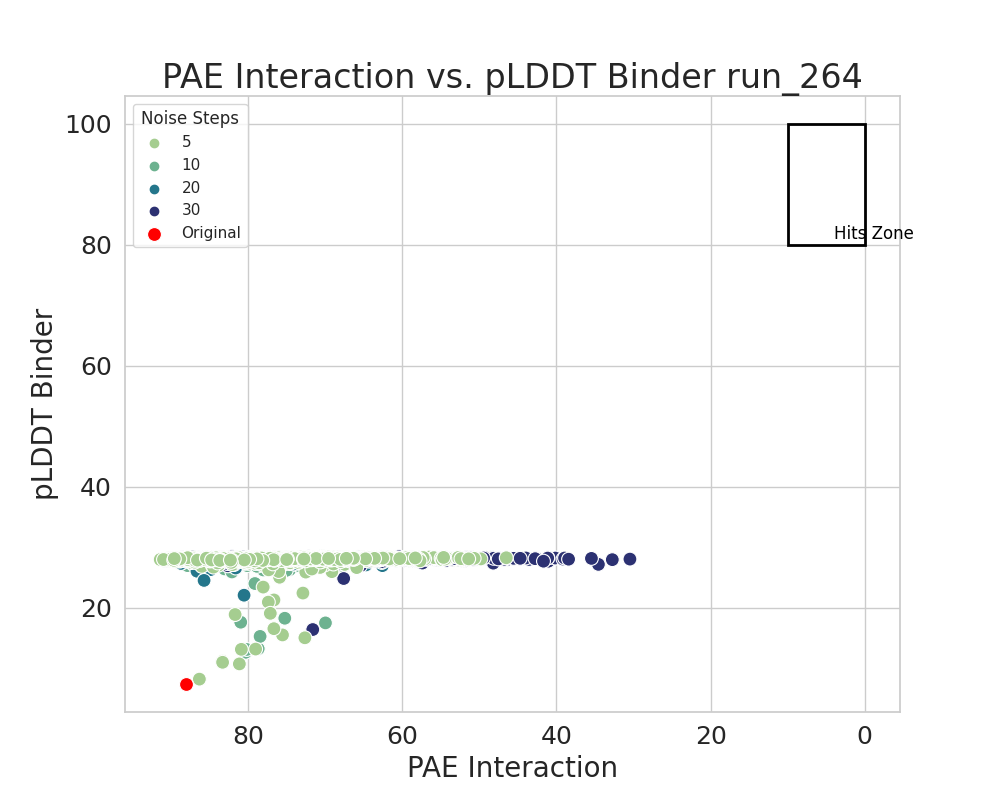 PAE Interaction vs. pLDDT Binder run_264
Noise Steps
5
10
20
30
Original
Hits Zone
100
80
60
40
20
pLDDT Binder
80
60
40
20
0
PAE Interaction